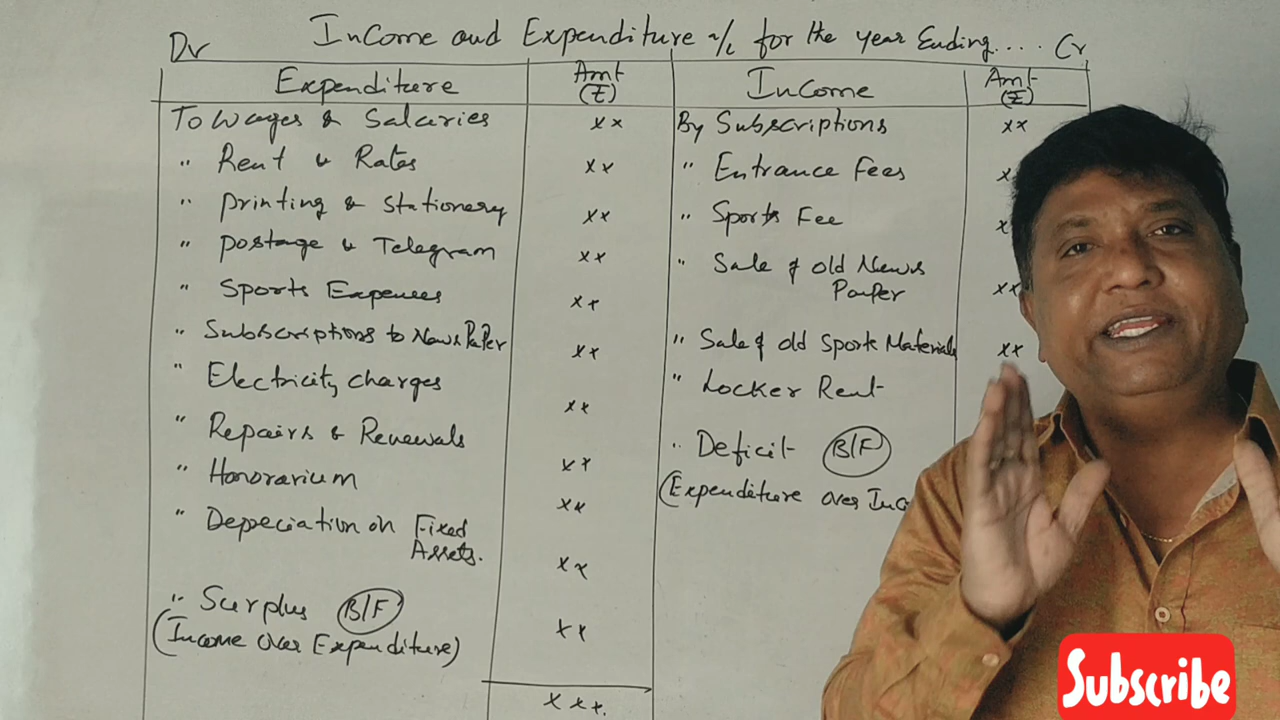 Dr Income and Expenditure a/c for the year Ending.... Cr
Expenditure Amt (₹) Income Amt (₹)
To Wages & Salaries xx By Subscriptions xx
" Rent & Rates xx " Entrance Fees x
" Printing & Stationery xx " Sports Fee x
" Postage & Telegram xx " Sale of old News Paper xx
" Sports Expenses xx
" Subscriptions to News Paper xx " Sale of old Sports Materials xx
" Electricity charges xx " Locker Rent
" Repairs & Renewals xx " Deficit B/F
" Honorarium xx (Expenditure over Inco
" Depeciation on Fixed Assets. xx
" Surplus B/F
(Income over Expenditure) xx
xxx.
Subscribe